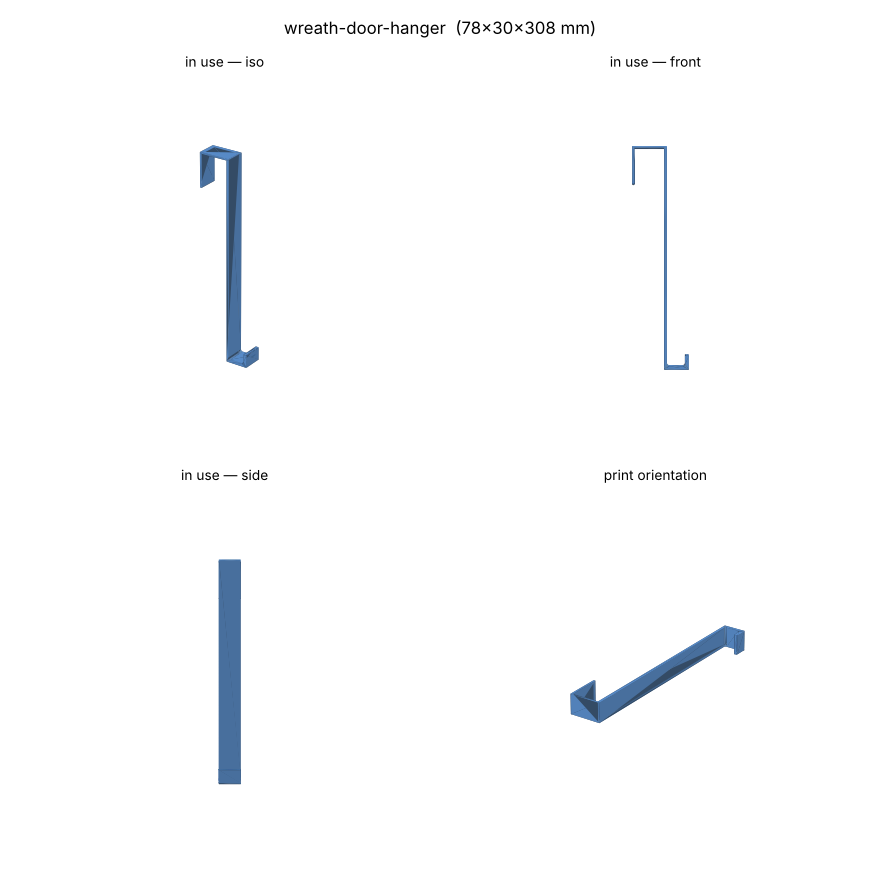 wreath-door-hanger (78×30×308 mm)
in use — iso
in use — front
in use — side
print orientation